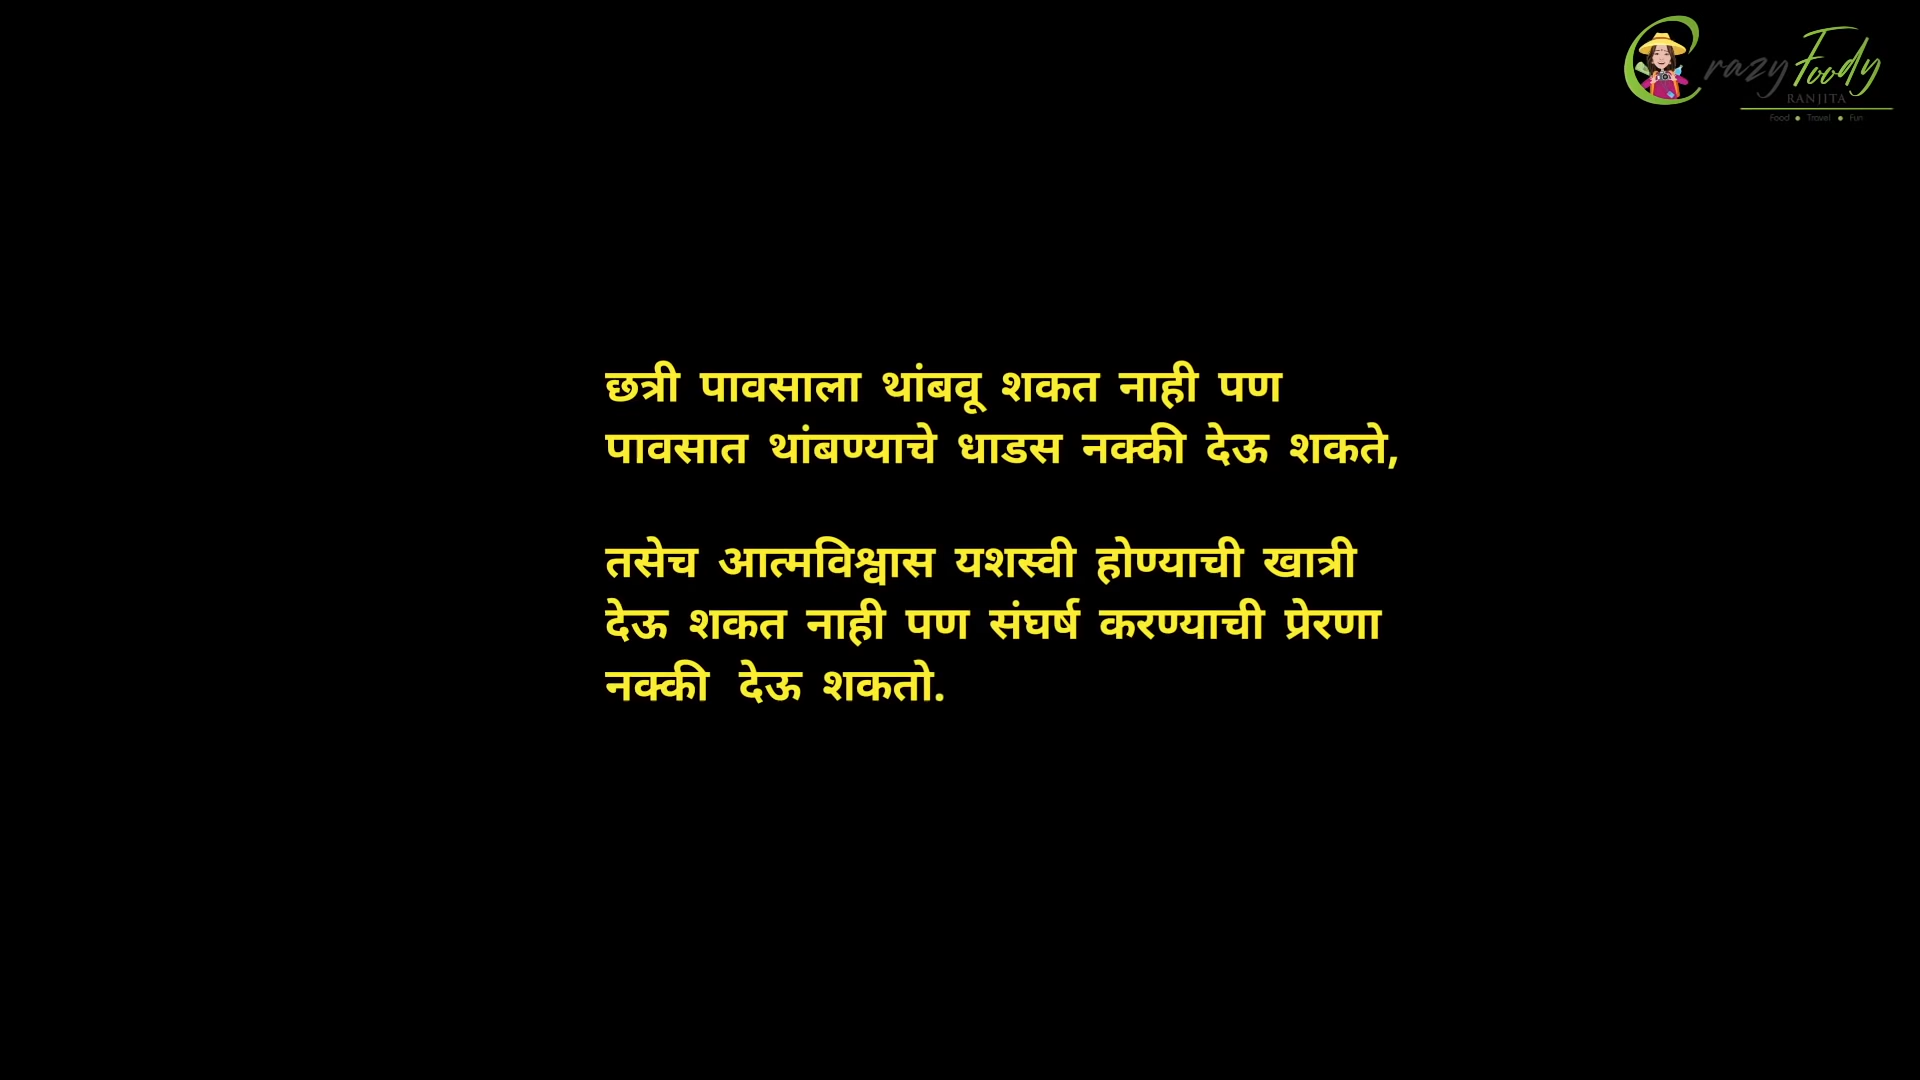 Crazy Foody
RANJITA
Food • Travel • Fun
छत्री पावसाला थांबवू शकत नाही पण
पावसात थांबण्याचे धाडस नक्की देऊ शकते,
तसेच आत्मविश्वास यशस्वी होण्याची खात्री
देऊ शकत नाही पण संघर्ष करण्याची प्रेरणा
नक्की देऊ शकतो.